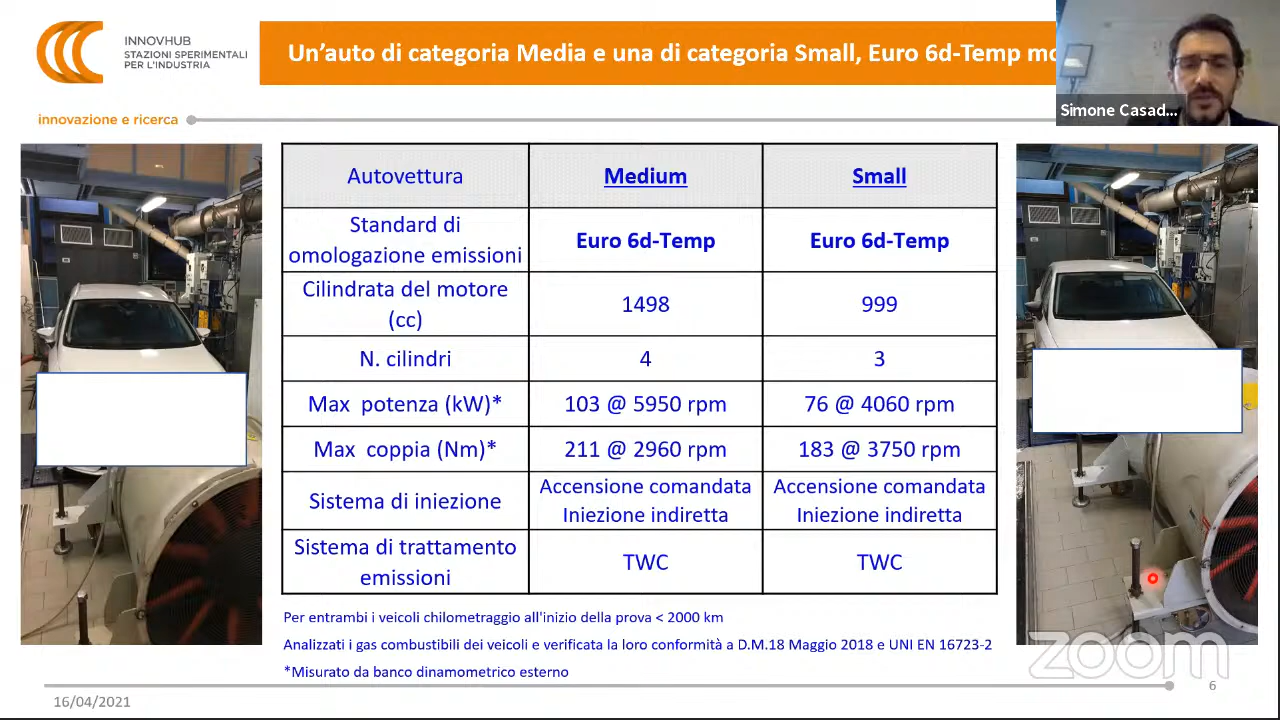 INNOVHUB
STAZIONI SPERIMENTALI
PER L'INDUSTRIA
innovazione e ricerca
Un'auto di categoria Media e una di categoria Small, Euro 6d-Temp
Simone Casad...
Autovettura Medium Small
Standard di
omologazione emissioni Euro 6d-Temp Euro 6d-Temp
Cilindrata del motore
(cc) 1498 999
N. cilindri 4 3
Max potenza (kW)* 103 @ 5950 rpm 76 @ 4060 rpm
Max coppia (Nm)* 211 @ 2960 rpm 183 @ 3750 rpm
Sistema di iniezione Accensione comandata Accensione comandata
Iniezione indiretta Iniezione indiretta
Sistema di trattamento
emissioni TWC TWC
Per entrambi i veicoli chilometraggio all'inizio della prova < 2000 km
Analizzati i gas combustibili dei veicoli e verificata la loro conformità a D.M.18 Maggio 2018 e UNI EN 16723-2
*Misurato da banco dinamometrico esterno
zoom
16/04/2021
6